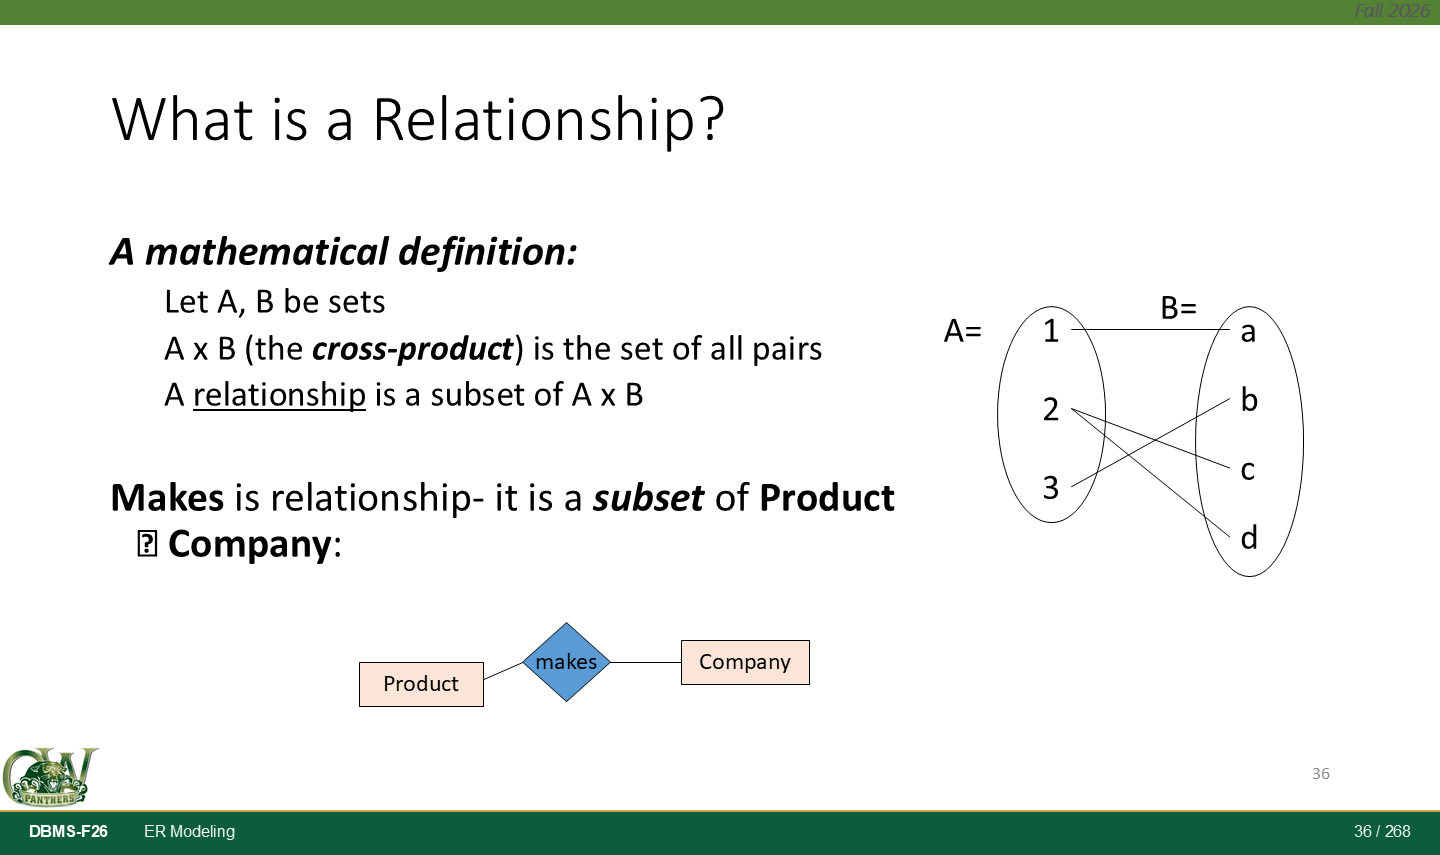 Fall 2026
What is a Relationship?
A mathematical definition:
Let A, B be sets
A x B (the cross-product) is the set of all pairs
A relationship is a subset of A x B
A=
B=
1
2
3
a
b
c
d
Makes is relationship- it is a subset of Product
⍰ Company:
Product
makes
Company
PANTHERS
36
DBMS-F26 ER Modeling 36 / 268